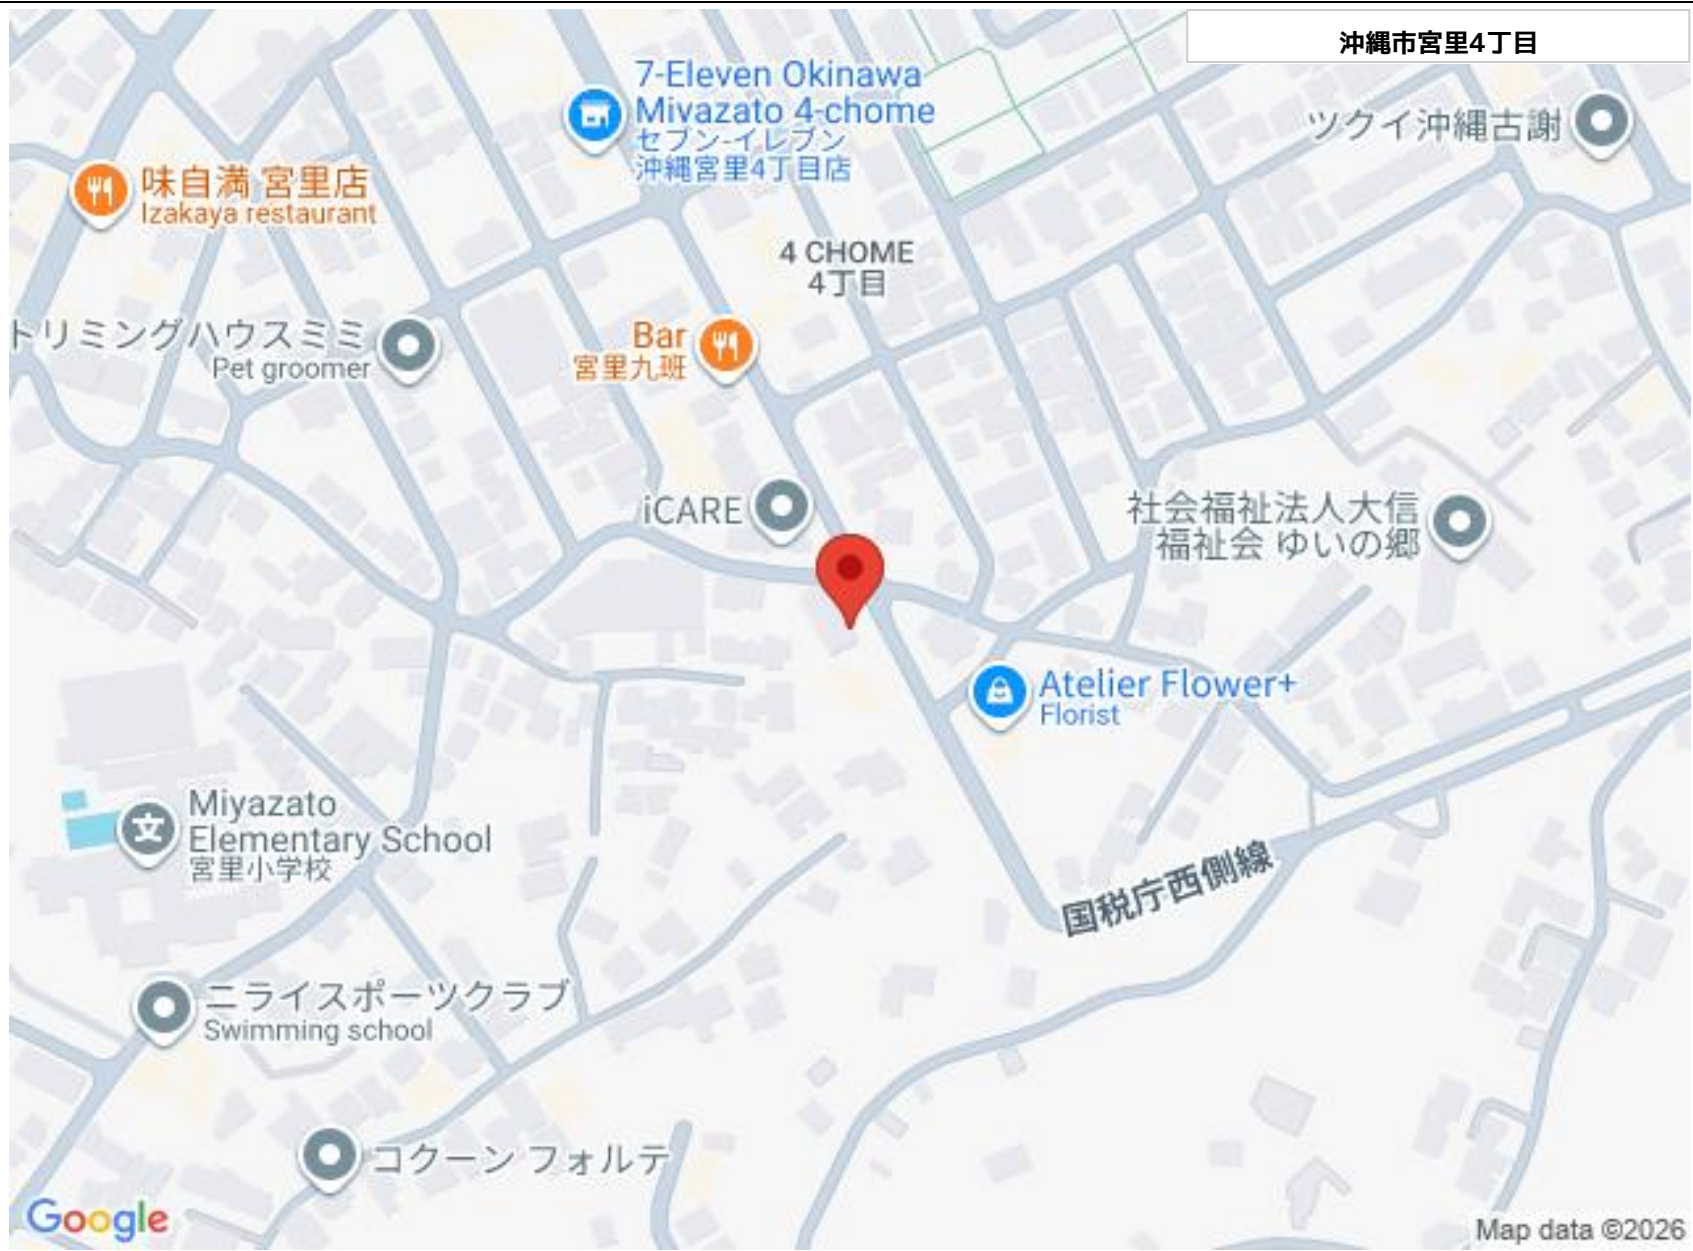 沖縄市宮里4丁目
7-Eleven Okinawa
Miyazato 4-chome
セブン-イレブン
沖縄宮里4丁目店
ツクイ沖縄古謝
味自満 宮里店
Izakaya restaurant
4 CHOME
4丁目
トリミングハウスミミ
Pet groomer
Bar
宮里九班
iCARE
社会福祉法人大信
福祉会 ゆいの郷
Atelier Flower+
Florist
Miyazato
Elementary School
宮里小学校
国税庁西側線
ニライスポーツクラブ
Swimming school
コクーン フォルテ
Google
Map data ©2026